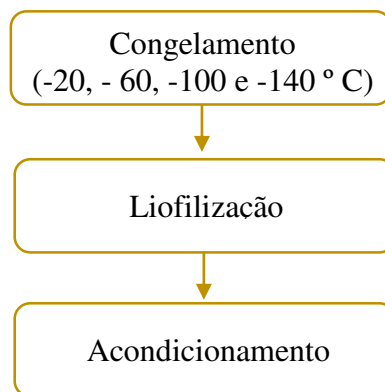 Congelamento
(-20, - 60, -100 e -140 º C)
Liofilização
Acondicionamento